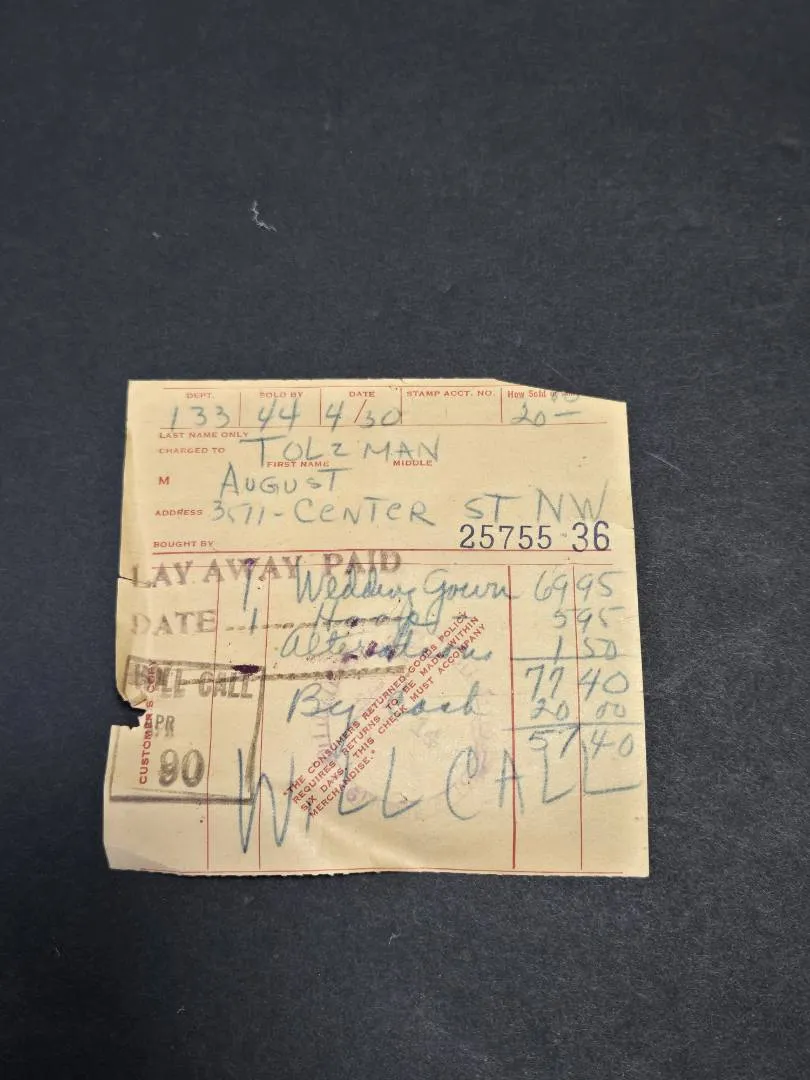 DEPT. SOLD BY DATE STAMP ACCT. NO. How Sold
133 44 4/30 20-
LAST NAME ONLY
CHARGED TO TOLZMAN
FIRST NAME MIDDLE
M AUGUST
ADDRESS 3511-CENTER ST NW
BOUGHT BY 25755 36
LAY AWAY PAID
1 Wedding Gown 69 95
DATE 1 Hoop 5 95
Alterations 1 50
77 40
WILL CALL
By Cash 20 00
57 40
CUSTOMER'S COPY
APR
30
"THE CONSUMERS RETURNED-GOODS POLICY
REQUIRES RETURNS TO BE MADE WITHIN
SIX DAYS. THIS CHECK MUST ACCOMPANY
MERCHANDISE."
WILL CALL